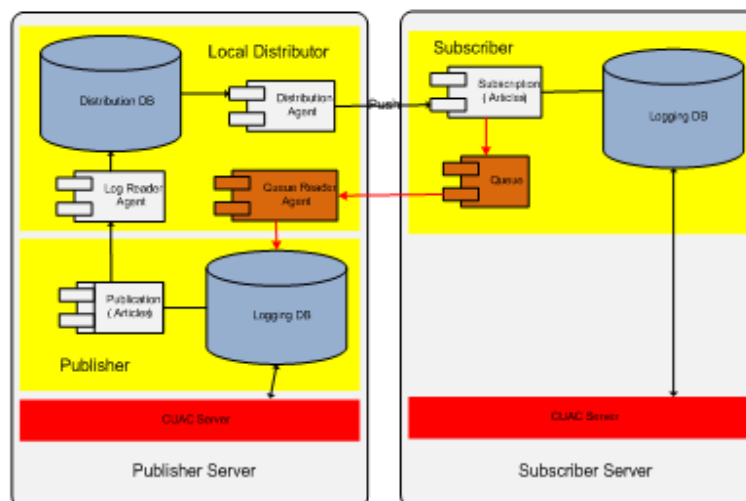 Local Distributor
Distribution DB
Distribution
Agent
Push
Log Reader
Agent
Queue Reader
Agent
Publication
( Articles)
Logging DB
Publisher
CUAC Server
Publisher Server
Subscriber
Subscription
( Articles)
Logging DB
Queue
CUAC Server
Subscriber Server